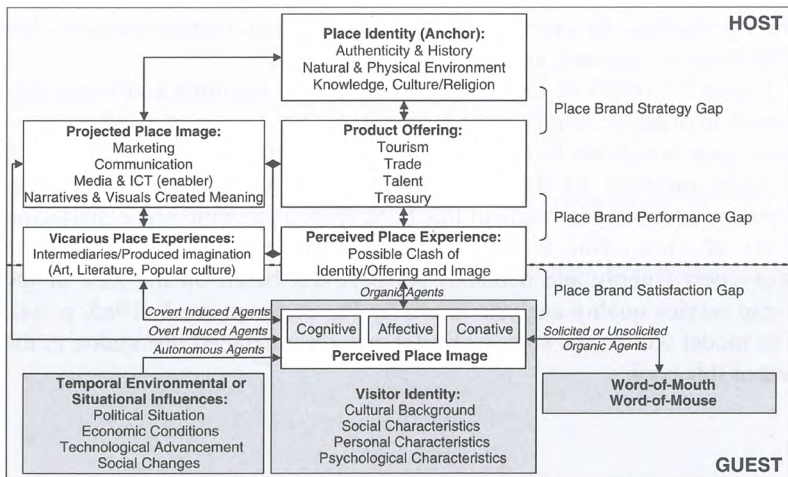 HOST
Place Identity (Anchor):
Authenticity & History
Natural & Physical Environment
Knowledge, Culture/Religion
Place Brand Strategy Gap
Projected Place Image:
Marketing
Communication
Media & ICT (enabler)
Narratives & Visuals Created Meaning
Product Offering:
Tourism
Trade
Talent
Treasury
Place Brand Performance Gap
Vicarious Place Experiences:
Intermediaries/Produced imagination
(Art, Literature, Popular culture)
Perceived Place Experience:
Possible Clash of
Identity/Offering and Image
Place Brand Satisfaction Gap
Organic Agents
Covert Induced Agents
Overt Induced Agents
Autonomous Agents
Cognitive
Affective
Conative
Perceived Place Image
Solicited or Unsolicited
Organic Agents
Temporal Environmental or
Situational Influences:
Political Situation
Economic Conditions
Technological Advancement
Social Changes
Visitor Identity:
Cultural Background
Social Characteristics
Personal Characteristics
Psychological Characteristics
Word-of-Mouth
Word-of-Mouse
GUEST